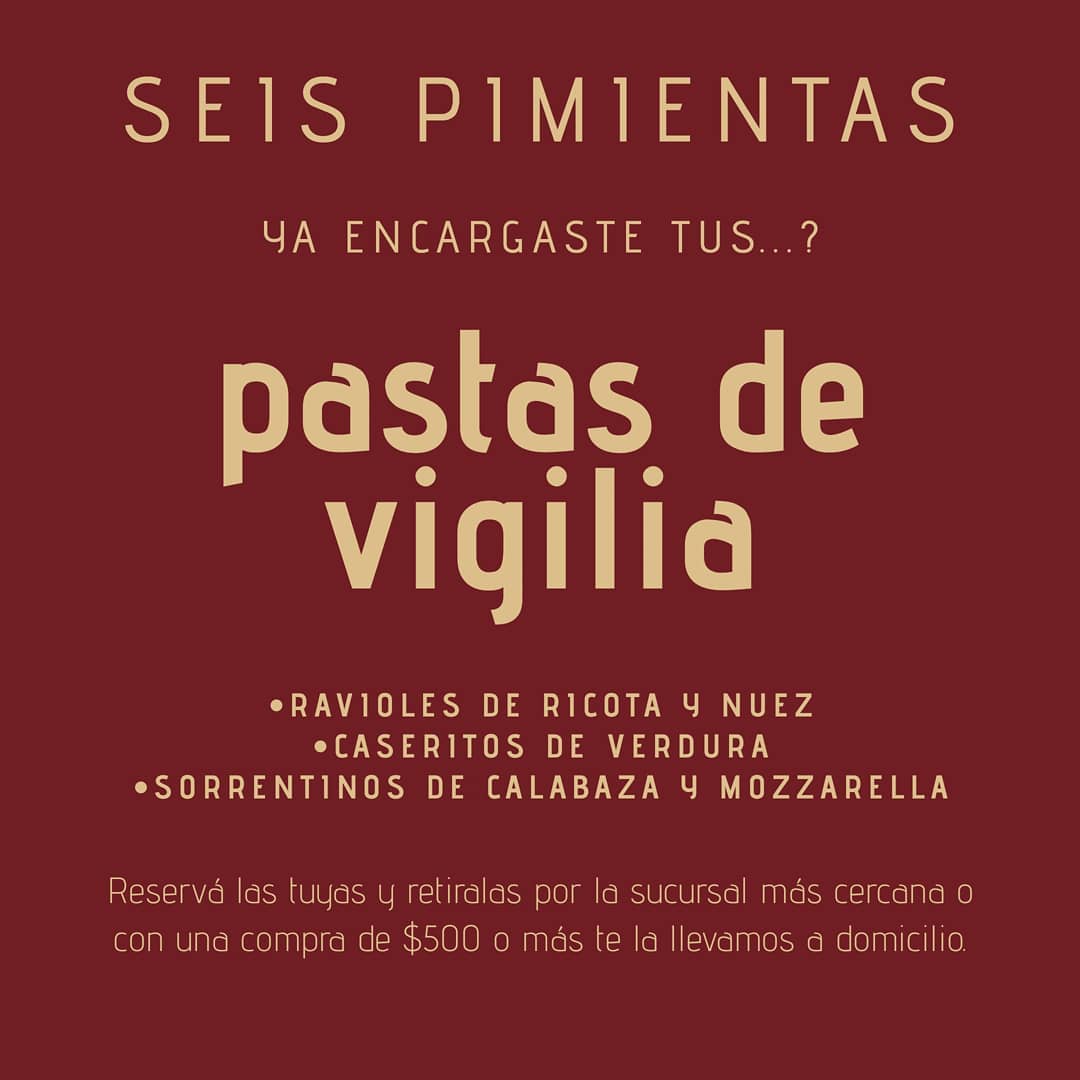 SEIS PIMIENTAS
YA ENCARGASTE TUS...?
pastas de
vigilia
•RAVIOLES DE RICOTA Y NUEZ
•CASERITOS DE VERDURA
•SORRENTINOS DE CALABAZA Y MOZZARELLA
Reservá las tuyas y retiralas por la sucursal más cercana o
con una compra de $500 o más te la llevamos a domicilio.